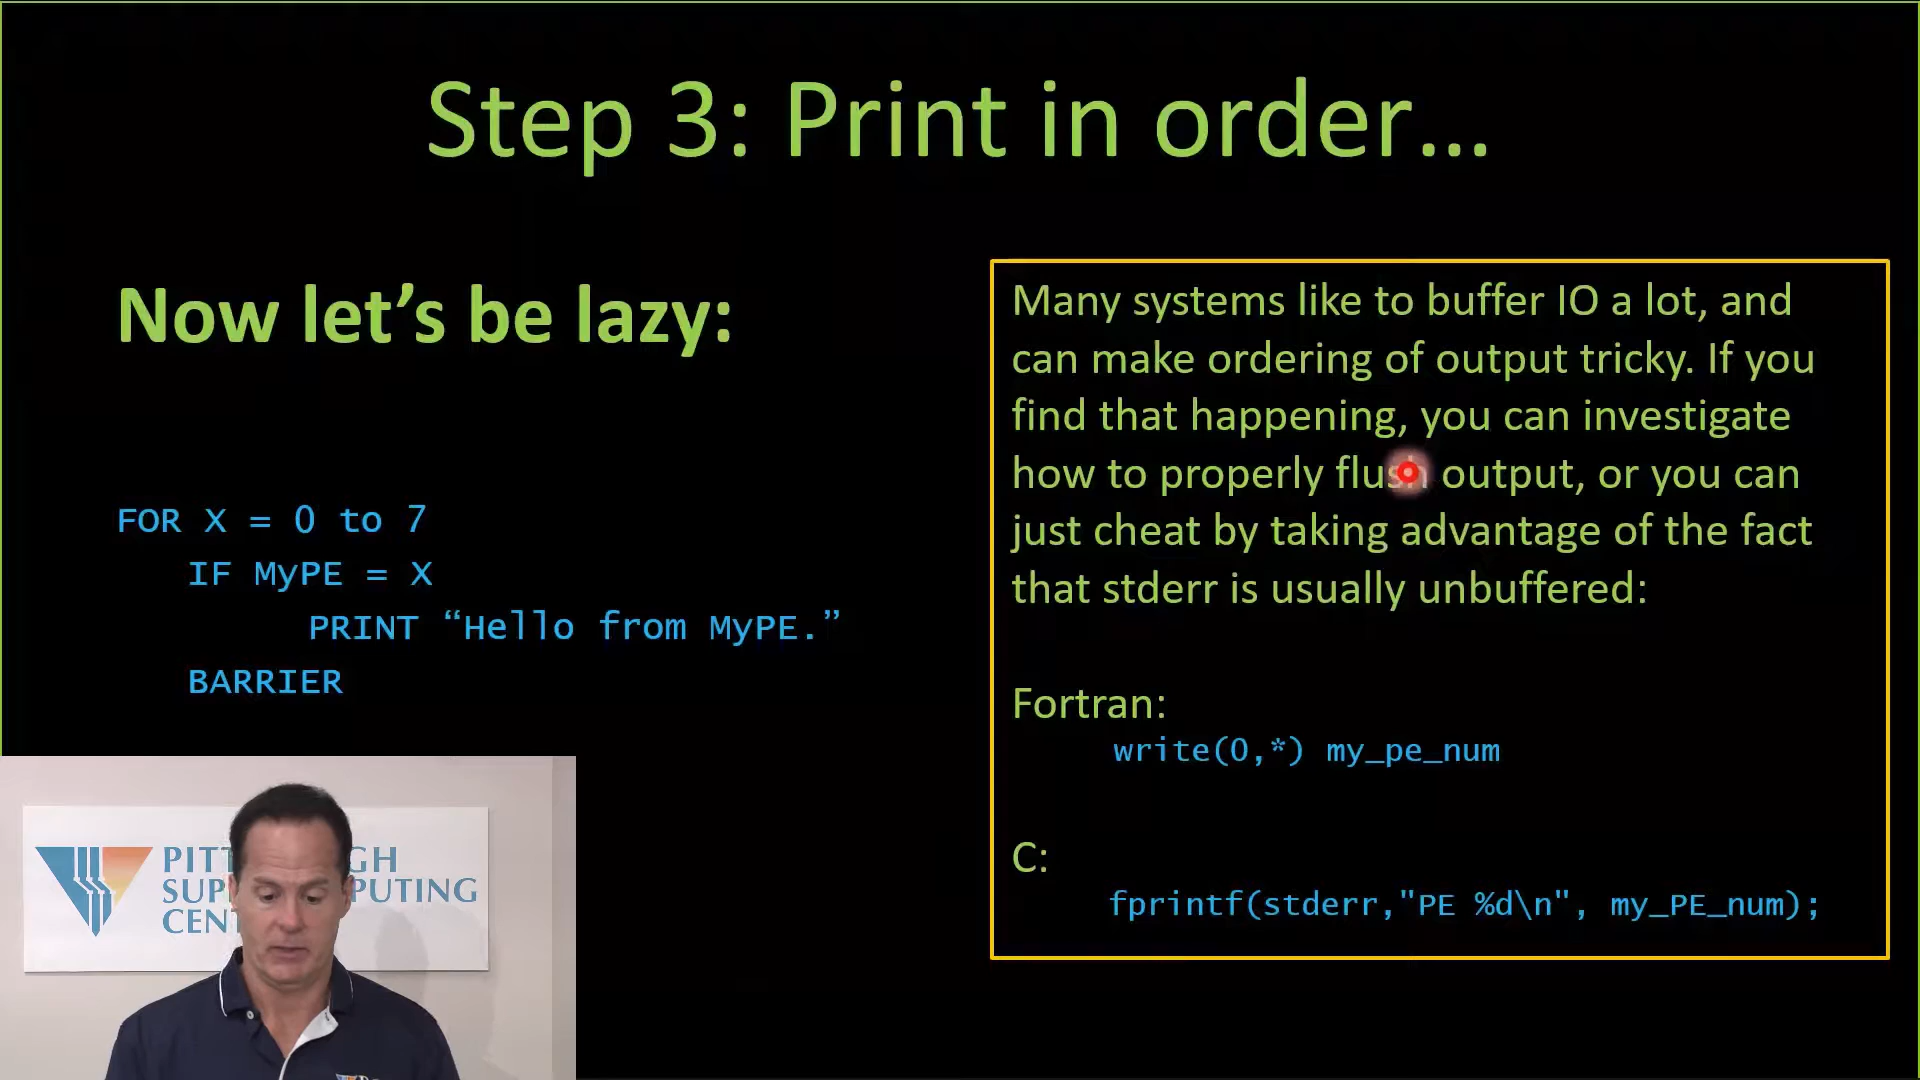 Step 3: Print in order…
Now let’s be lazy:
FOR X = 0 to 7
IF MyPE = X
PRINT “Hello from MyPE.”
BARRIER
Many systems like to buffer IO a lot, and
can make ordering of output tricky. If you
find that happening, you can investigate
how to properly flush output, or you can
just cheat by taking advantage of the fact
that stderr is usually unbuffered:
Fortran:
write(0,*) my_pe_num
C:
fprintf(stderr,"PE %d\n", my_PE_num);